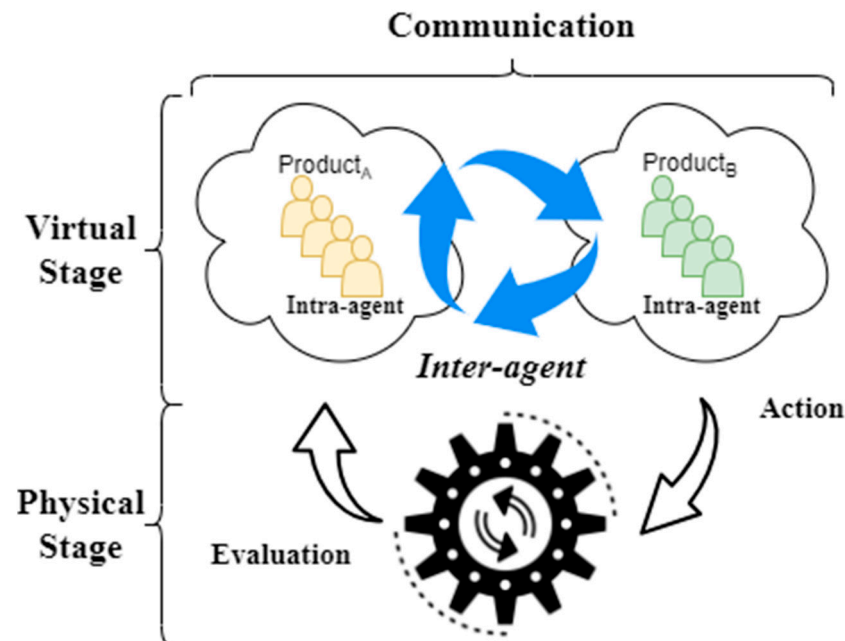 Communication
Virtual
Stage
Product_A
Intra-agent
Product_B
Intra-agent
Inter-agent
Action
Physical
Stage
Evaluation